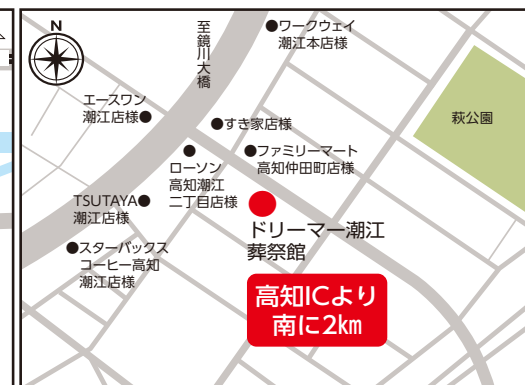 N
至鏡川大橋
●ワークウェイ
潮江本店様
エースワン
潮江店様●
●すき家店様
萩公園
●ファミリーマート
高知仲田町店様
●
ローソン
高知潮江
二丁目店様
TSUTAYA●
潮江店様
ドリーマー潮江
葬祭館
●スターバックス
コーヒー高知
潮江店様
高知ICより
南に2km